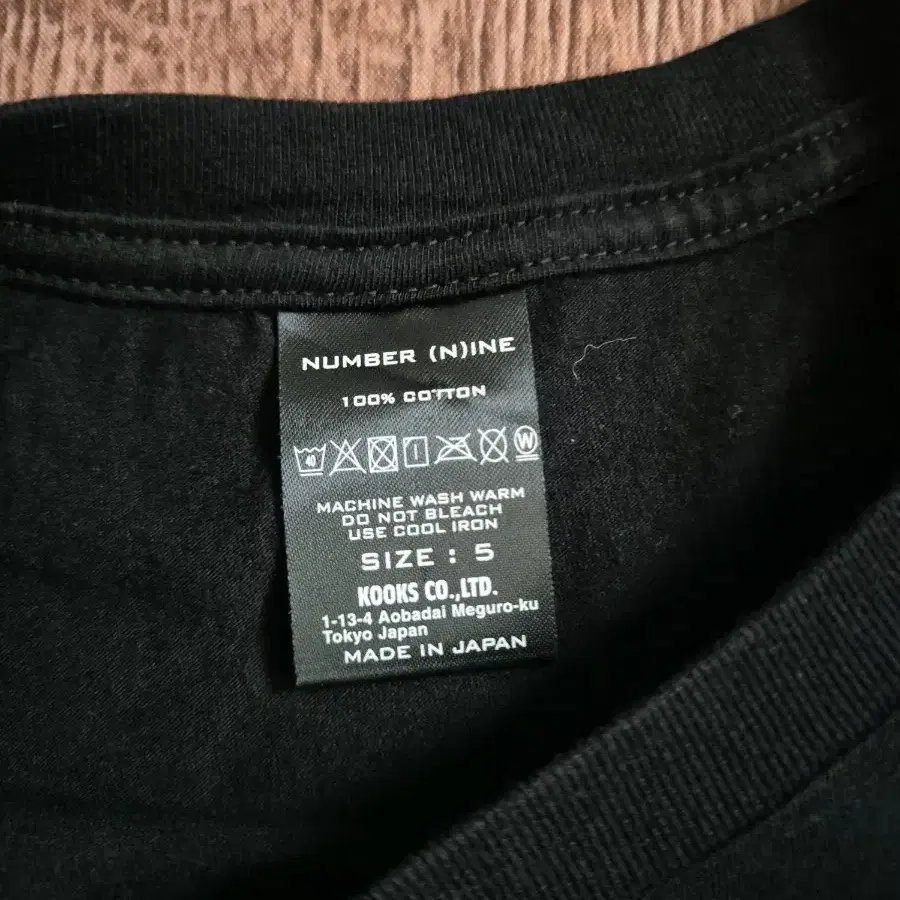 NUMBER (N)INE
100% COTTON
40 W
MACHINE WASH WARM
DO NOT BLEACH
USE COOL IRON
SIZE : 5
KOOKS CO.,LTD.
1-13-4 Aobadai Meguro-ku
Tokyo Japan
MADE IN JAPAN